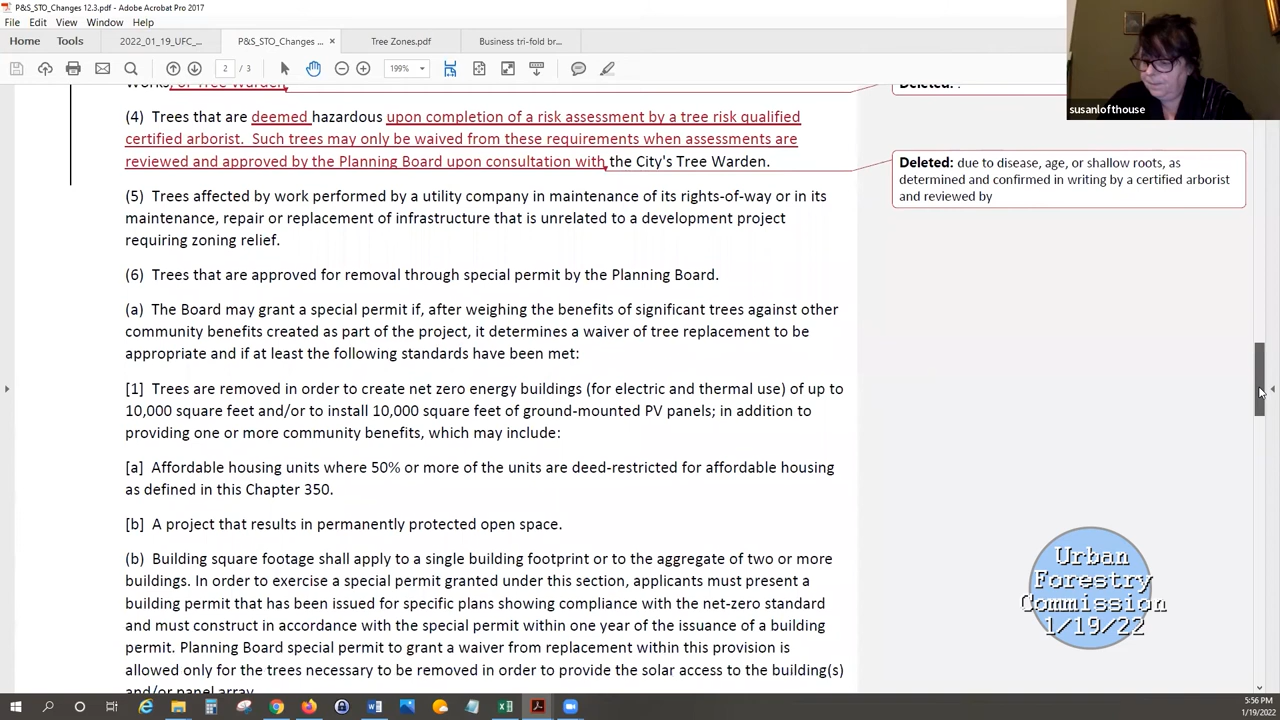 P&S_STO_Changes 12.3.pdf - Adobe Acrobat Pro 2017
File Edit View Window Help
Home Tools 2022_01_19_UFC_... P&S_STO_Changes ... × Tree Zones.pdf Business tri-fold br...
2 / 3 199%
susanlofthouse
Works, or Tree Warden.
Deleted: .
(4) Trees that are deemed hazardous upon completion of a risk assessment by a tree risk qualified
certified arborist. Such trees may only be waived from these requirements when assessments are
reviewed and approved by the Planning Board upon consultation with the City's Tree Warden.
Deleted: due to disease, age, or shallow roots, as
determined and confirmed in writing by a certified arborist
and reviewed by
(5) Trees affected by work performed by a utility company in maintenance of its rights-of-way or in its
maintenance, repair or replacement of infrastructure that is unrelated to a development project
requiring zoning relief.
(6) Trees that are approved for removal through special permit by the Planning Board.
(a) The Board may grant a special permit if, after weighing the benefits of significant trees against other
community benefits created as part of the project, it determines a waiver of tree replacement to be
appropriate and if at least the following standards have been met:
[1] Trees are removed in order to create net zero energy buildings (for electric and thermal use) of up to
10,000 square feet and/or to install 10,000 square feet of ground-mounted PV panels; in addition to
providing one or more community benefits, which may include:
[a] Affordable housing units where 50% or more of the units are deed-restricted for affordable housing
as defined in this Chapter 350.
[b] A project that results in permanently protected open space.
(b) Building square footage shall apply to a single building footprint or to the aggregate of two or more
buildings. In order to exercise a special permit granted under this section, applicants must present a
building permit that has been issued for specific plans showing compliance with the net-zero standard
and must construct in accordance with the special permit within one year of the issuance of a building
permit. Planning Board special permit to grant a waiver from replacement within this provision is
allowed only for the trees necessary to be removed in order to provide the solar access to the building(s)
and/or panel array.
Urban
Forestry
Commission
1/19/22
5:56 PM
1/19/2022